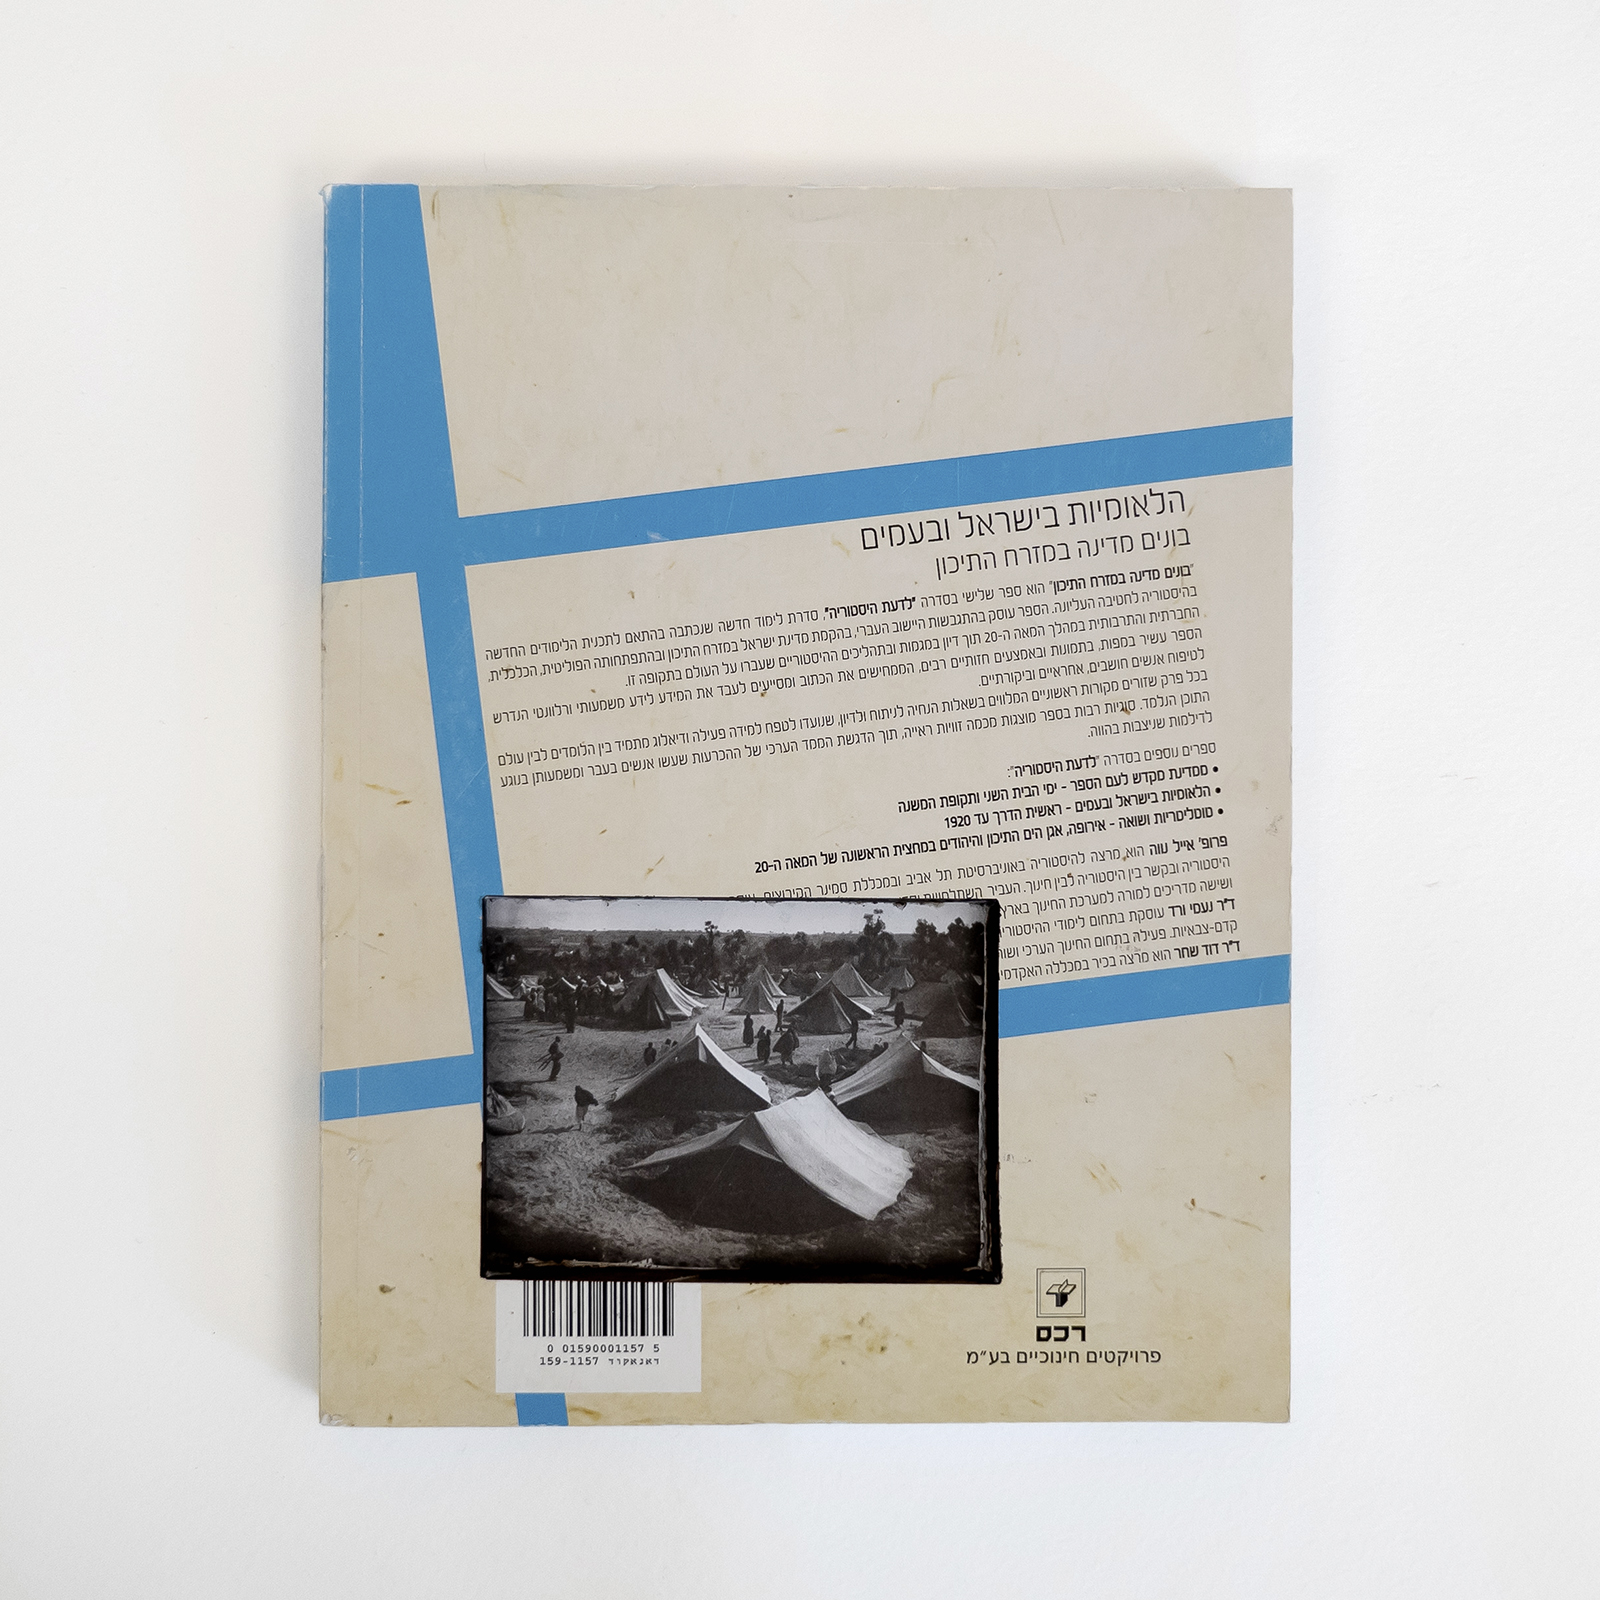 הלאומיות בישראל ובעמים
בונים מדינה במזרח התיכון
"בונים מדינה במזרח התיכון" הוא ספר שלישי בסדרה "לדעת היסטוריה", סדרת לימוד חדשה שנכתבה בהתאם לתכנית הלימודים החדשה
בהיסטוריה לחטיבה העליונה. הספר עוסק בהתגבשות היישוב העברי, בהקמת מדינת ישראל במזרח התיכון ובהתפתחותה הפוליטית, הכלכלית,
החברתית והתרבותית במהלך המאה ה-20 תוך דיון במגמות ובתהליכים ההיסטוריים שעברו על העולם בתקופה זו.
הספר עשיר במפות, בתמונות ובאמצעים חזותיים רבים, הממחישים את הכתוב ומסייעים לעבד את המידע לידע משמעותי ורלוונטי הנדרש
לטיפוח אנשים חושבים, אחראיים וביקורתיים.
בכל פרק שזורים מקורות ראשוניים המלווים בשאלות הנחיה לניתוח ולדיון, שנועדו לטפח למידה פעילה ודיאלוג מתמיד בין הלומדים לבין עולם
התוכן הנלמד. סוגיות רבות בספר מוצגות מכמה זוויות ראייה, תוך הדגשת הממד הערכי של ההכרעות שעשו אנשים בעבר ומשמעותן בנוגע
לדילמות שניצבות בהווה.
ספרים נוספים בסדרה "לדעת היסטוריה":
• ממדינת מקדש לעם הספר - ימי הבית השני ותקופת המשנה
• הלאומיות בישראל ובעמים - ראשית הדרך עד 1920
• טוטליטריות ושואה - אירופה, אגן הים התיכון והיהודים במחצית הראשונה של המאה ה-20
פרופ' אייל נווה הוא מרצה להיסטוריה באוניברסיטת תל אביב ובמכללת סמינר הקיבוצים,
היסטוריה ובקשר בין היסטוריה לבין חינוך. העביר השתלמויות
ושישה מדריכים למורה למערכת החינוך בארץ
ד"ר נעמי ורד עוסקת בתחום לימודי ההיסטוריה
קדם-צבאיות. פעילה בתחום החינוך הערכי
ד"ר דוד שחר הוא מרצה בכיר במכללה
רכס
פרויקטים חינוכיים בע"מ
0 01590001157 5
דאנאקוד 159-1157